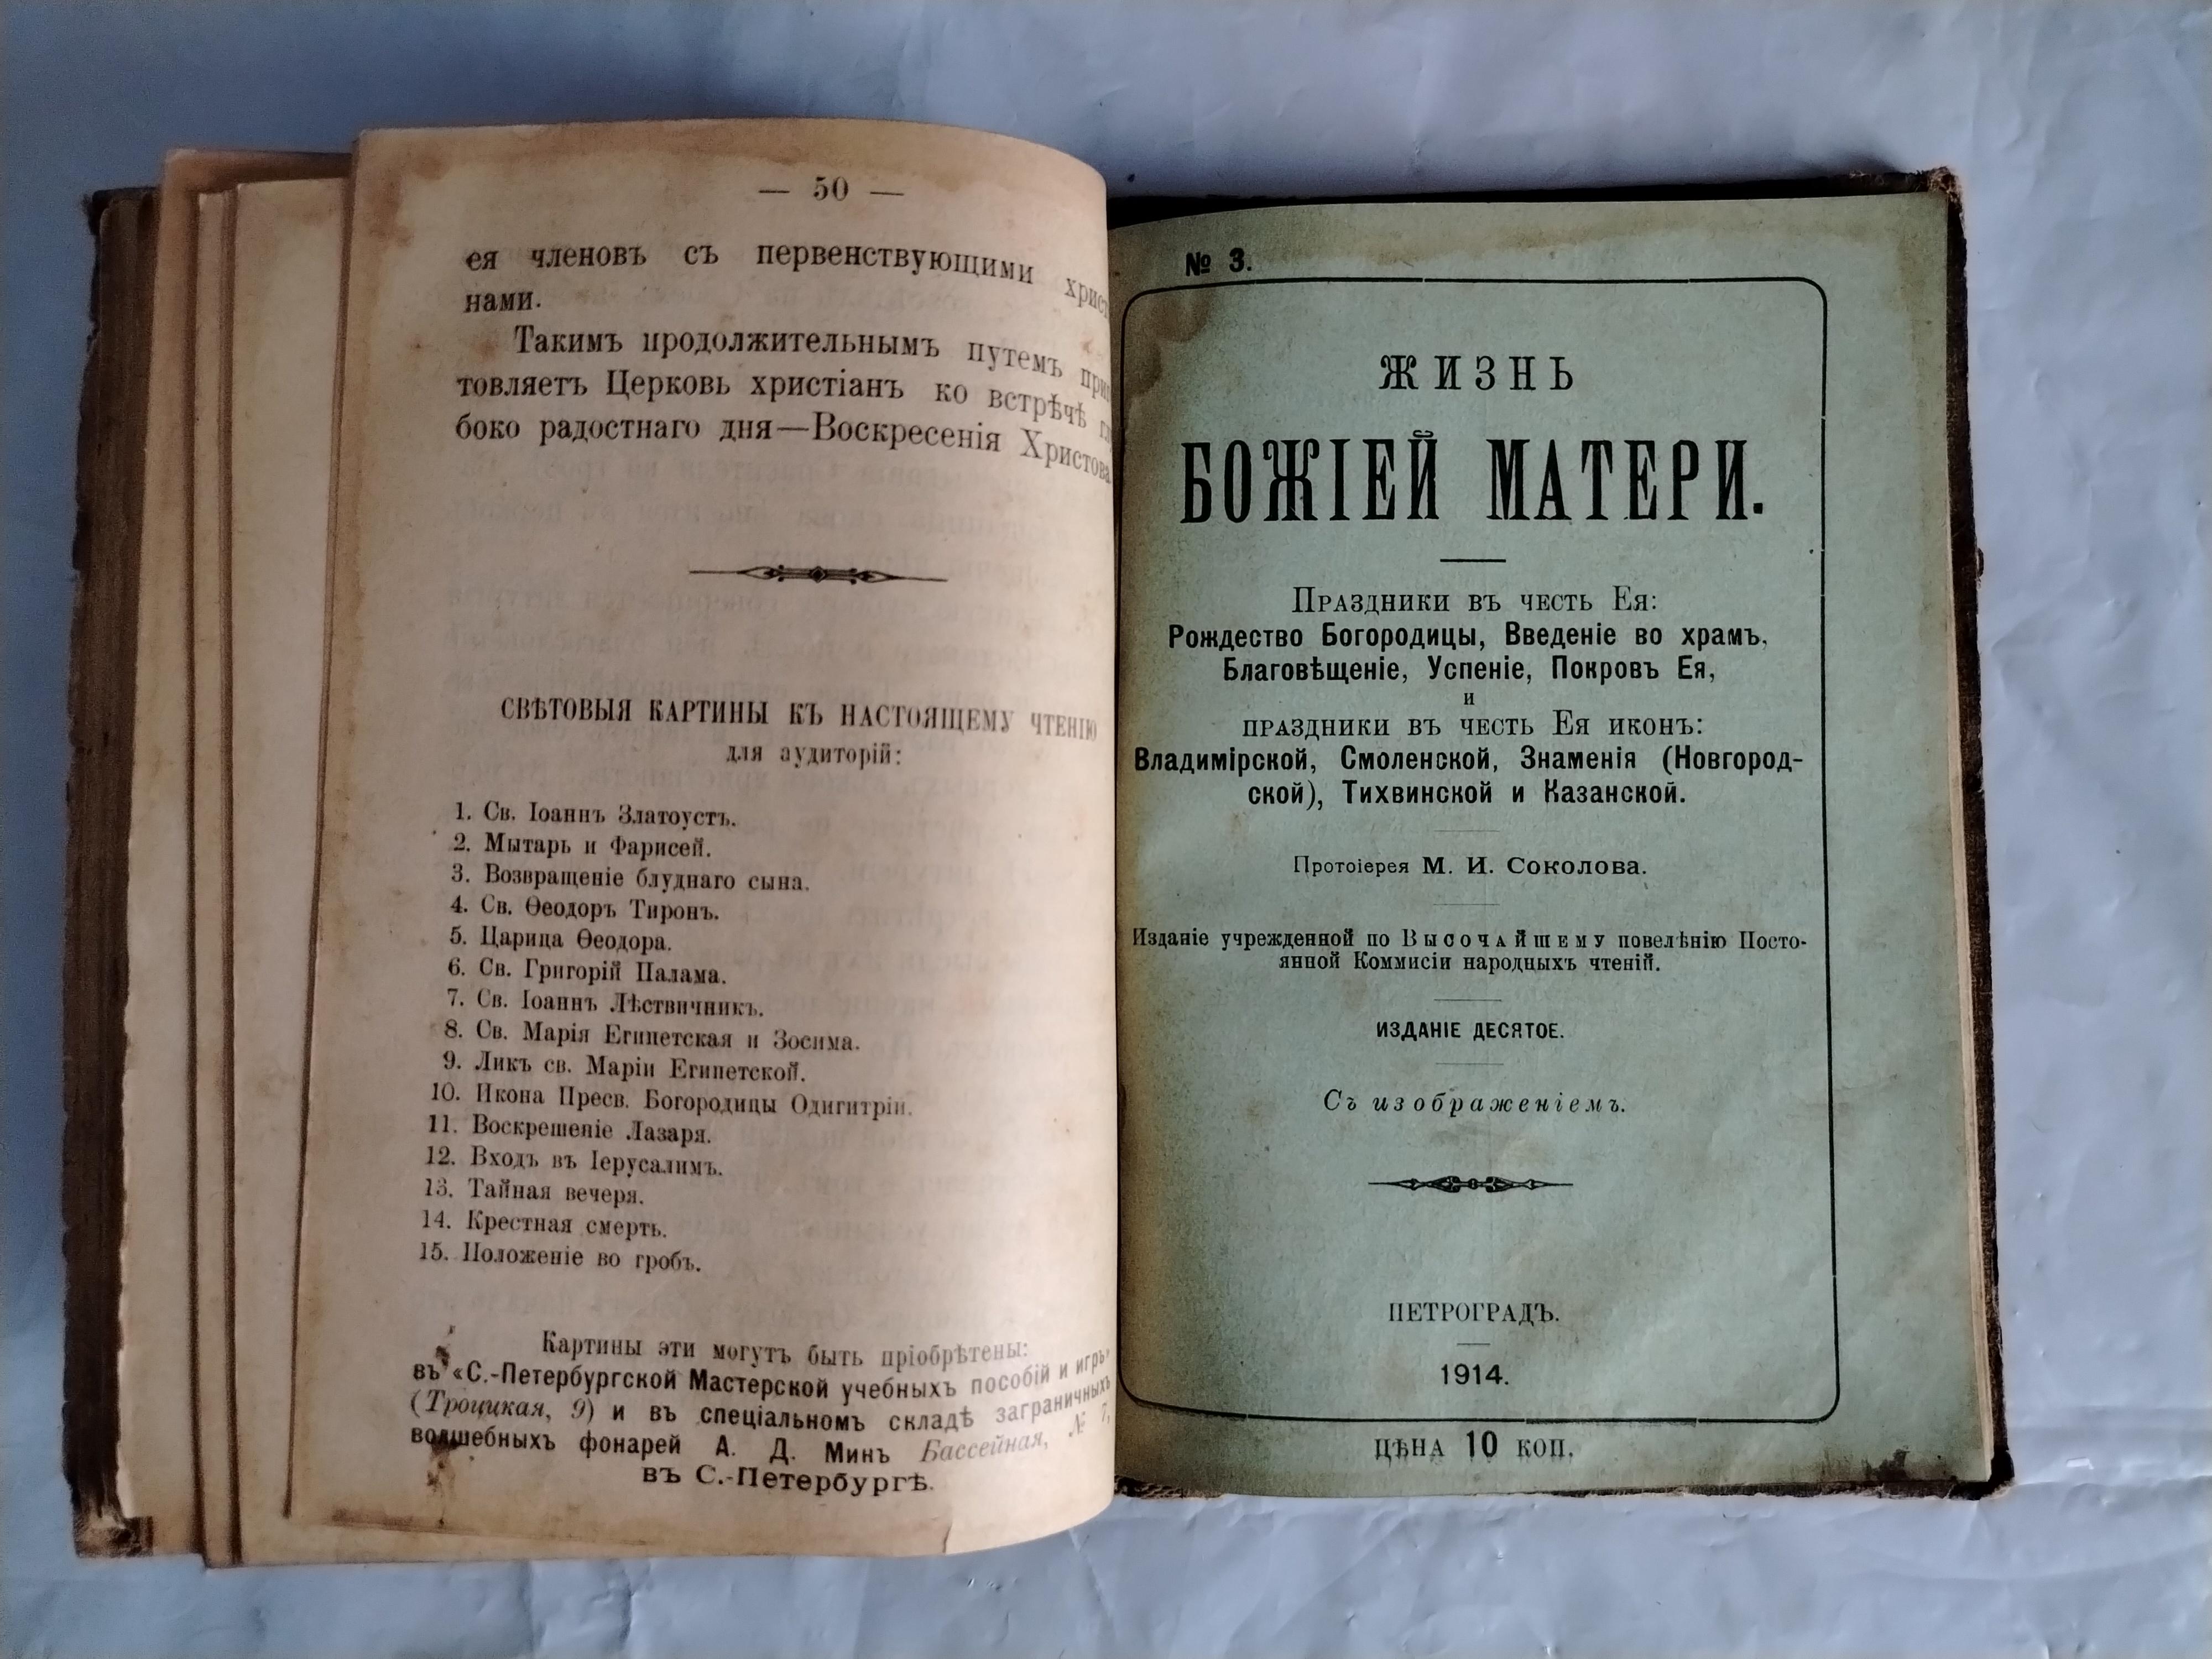 — 50 —
ея членовъ съ первенствующими
нами.
Такимъ продолжительнымъ путемъ
товляетъ Церковь христіанъ ко встрѣчѣ
боко радостнаго дня—Воскресенія Христова
СВѢТОВЫЯ КАРТИНЫ КЪ НАСТОЯЩЕМУ ЧТЕНІЮ
для аудиторій:
1. Св. Іоаннъ Златоустъ.
2. Мытарь и Фарисей.
3. Возвращеніе блуднаго сына.
4. Св. Ѳеодоръ Тиронъ.
5. Царица Ѳеодора.
6. Св. Григорій Палама.
7. Св. Іоаннъ Лѣствичникъ.
8. Св. Марія Египетская и Зосима.
9. Ликъ св. Маріи Египетской.
10. Икона Пресв. Богородицы Одигитріи.
11. Воскрешеніе Лазаря.
12. Входъ въ Іерусалимъ.
13. Тайная вечеря.
14. Крестная смерть.
15. Положеніе во гробъ.
Картины эти могутъ быть пріобрѣтены:
въ «С.-Петербургской Мастерской учебныхъ пособій и игръ»
(Троицкая, 9) и въ спеціальномъ складѣ заграничныхъ
волшебныхъ фонарей А. Д. Минъ Бассейная, № 7,
въ С.-Петербургѣ.
№ 3.
ЖИЗНЬ
БОЖІЕЙ МАТЕРИ.
Праздники въ честь Ея:
Рождество Богородицы, Введеніе во храмъ,
Благовѣщеніе, Успеніе, Покровъ Ея,
и
праздники въ честь Ея иконъ:
Владимірской, Смоленской, Знаменія (Новгород-
ской), Тихвинской и Казанской.
Протоіерея М. И. Соколова.
Изданіе учрежденной по Высочайшему повелѣнію Посто-
янной Коммисіи народныхъ чтеній.
ИЗДАНІЕ ДЕСЯТОЕ.
Съ изображеніемъ.
ПЕТРОГРАДЪ.
1914.
ЦѢНА 10 КОП.